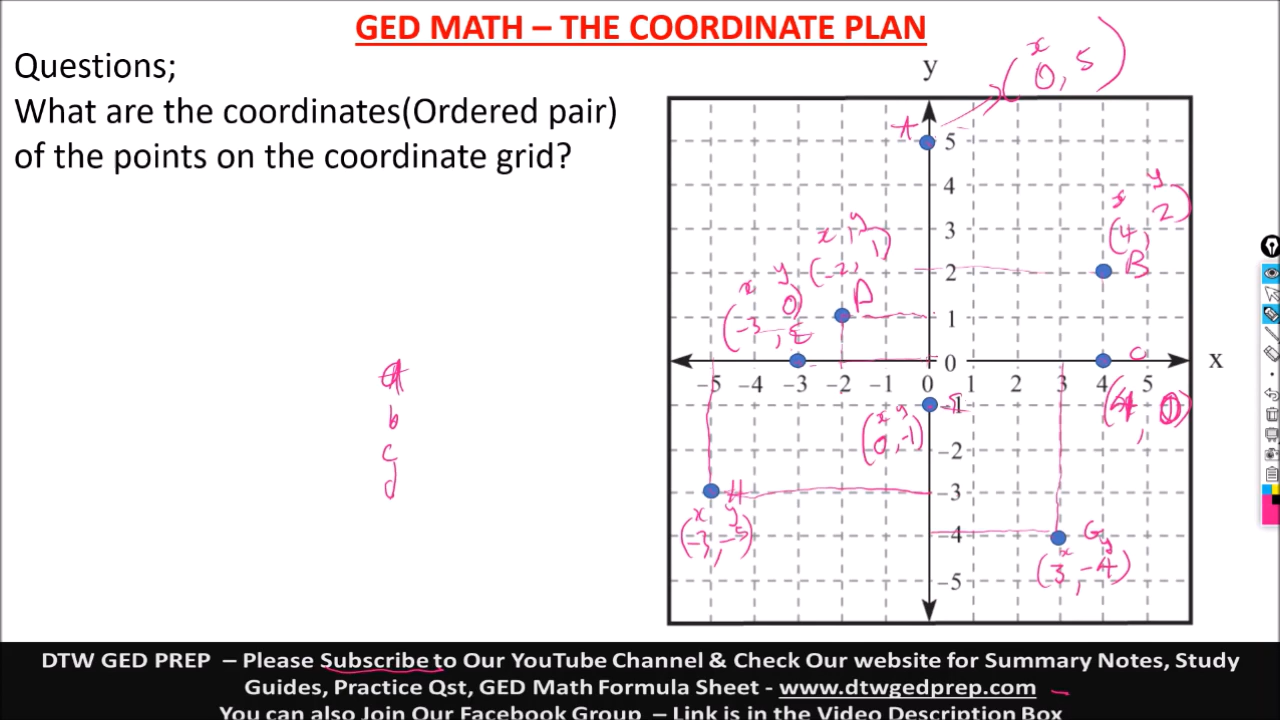 GED MATH – THE COORDINATE PLAN
Questions;
What are the coordinates(Ordered pair)
of the points on the coordinate grid?
y
x
(0, 5)
A
5
4
x y
(4, 2)
B
3
x , y
(-2, 1)
D
2
x y
(-3, 0)
E
1
C
0
x
-5 -4 -3 -2 -1 0 1 2 3 4 5
-1
x y
(0, -1)
-2
A
b
c
d
-3
H
x y
(-3, -5)
-4
G
x y
(3, -4)
-5
DTW GED PREP – Please Subscribe to Our YouTube Channel & Check Our website for Summary Notes, Study
Guides, Practice Qst, GED Math Formula Sheet - www.dtwgedprep.com
You can also Join Our Facebook Group – Link is in the Video Description Box